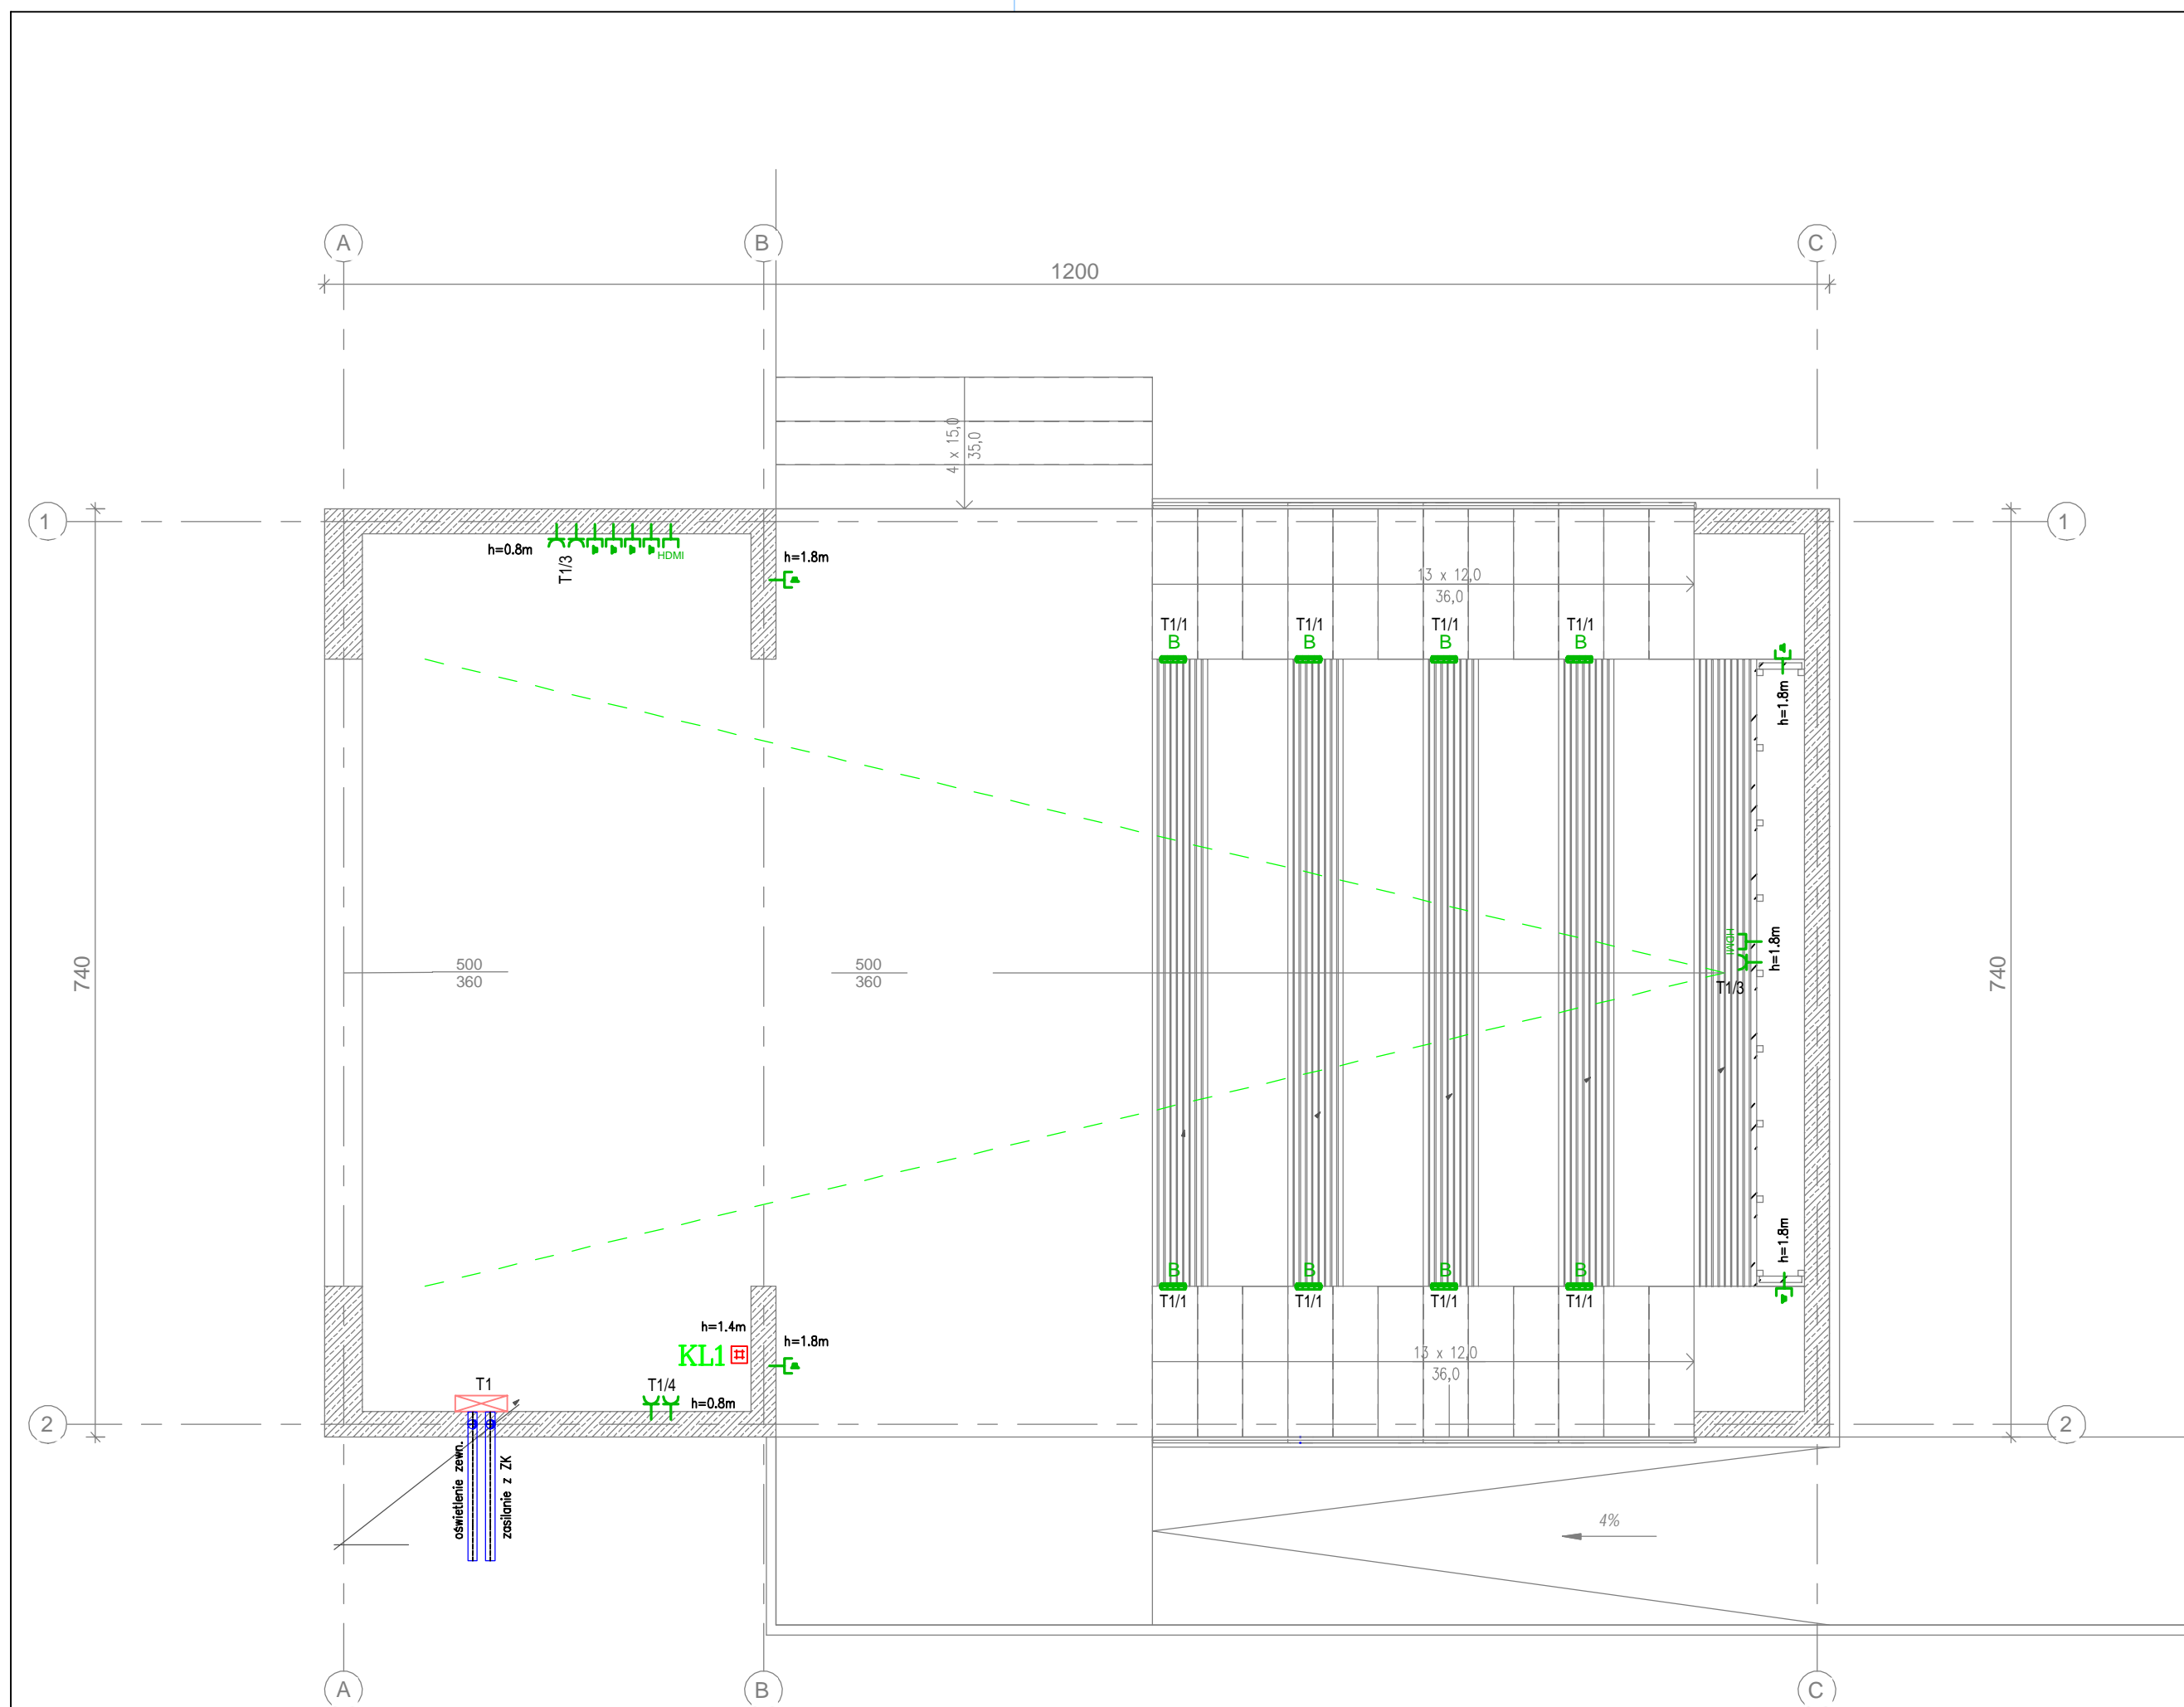 A
B
C
1200
4 x 15,0
35,0
1
1
h=0.8m
T1/3
HDMI
h=1.8m
13 x 12,0
36,0
T1/1
T1/1
T1/1
T1/1
B
B
B
B
h=1.8m
740
500
360
500
360
HDMI
h=1.8m
T1/3
740
h=1.8m
B
B
B
B
T1/1
T1/1
T1/1
T1/1
h=1.4m
KL1
h=1.8m
13 x 12,0
36,0
T1
T1/4
h=0.8m
2
2
oświetlenie zewn.
zasilanie z ZK
4%
A
B
C